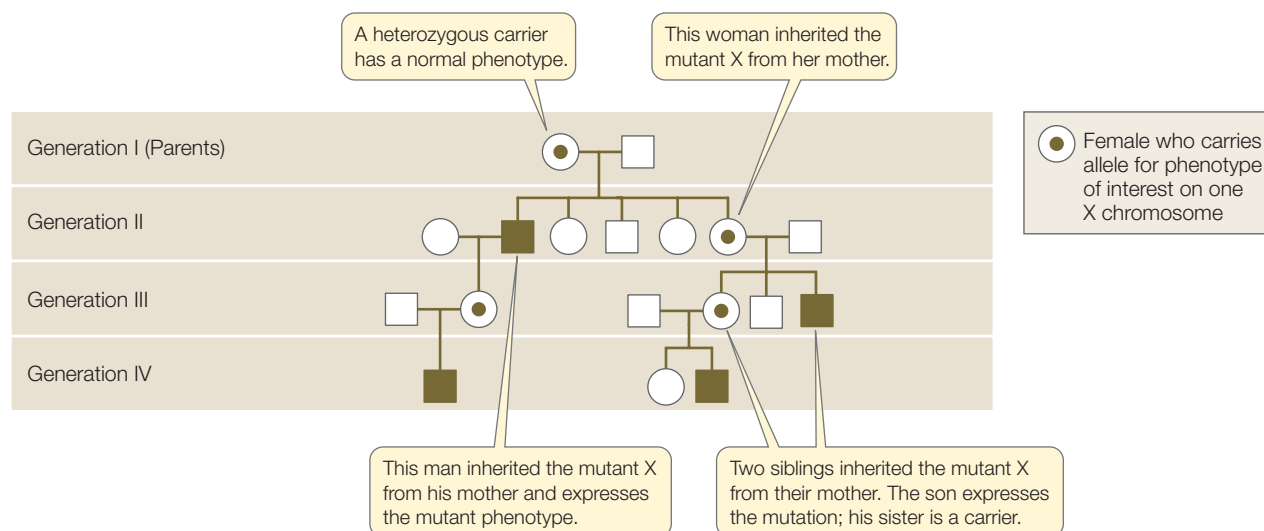 A heterozygous carrier
has a normal phenotype.
This woman inherited the
mutant X from her mother.
Generation I (Parents)
Female who carries
allele for phenotype
of interest on one
X chromosome
Generation II
Generation III
Generation IV
This man inherited the mutant X
from his mother and expresses
the mutant phenotype.
Two siblings inherited the mutant X
from their mother. The son expresses
the mutation; his sister is a carrier.